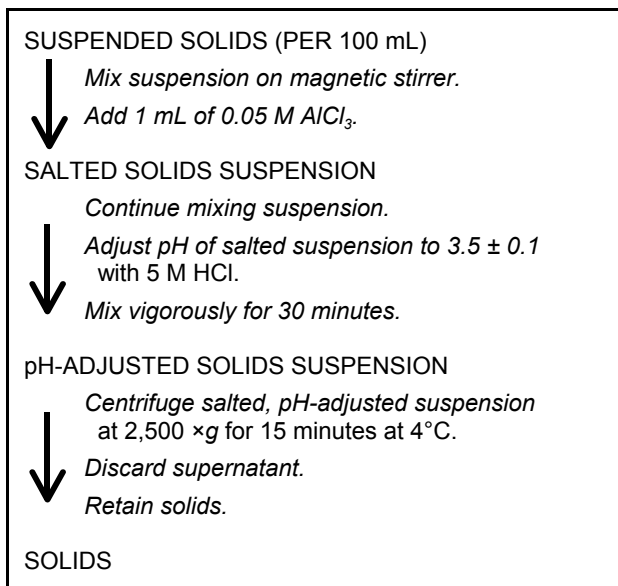 SUSPENDED SOLIDS (PER 100 mL)
Mix suspension on magnetic stirrer.
Add 1 mL of 0.05 M AlCl₃.
SALTED SOLIDS SUSPENSION
Continue mixing suspension.
Adjust pH of salted suspension to 3.5 ± 0.1
with 5 M HCl.
Mix vigorously for 30 minutes.
pH-ADJUSTED SOLIDS SUSPENSION
Centrifuge salted, pH-adjusted suspension
at 2,500 ×g for 15 minutes at 4°C.
Discard supernatant.
Retain solids.
SOLIDS